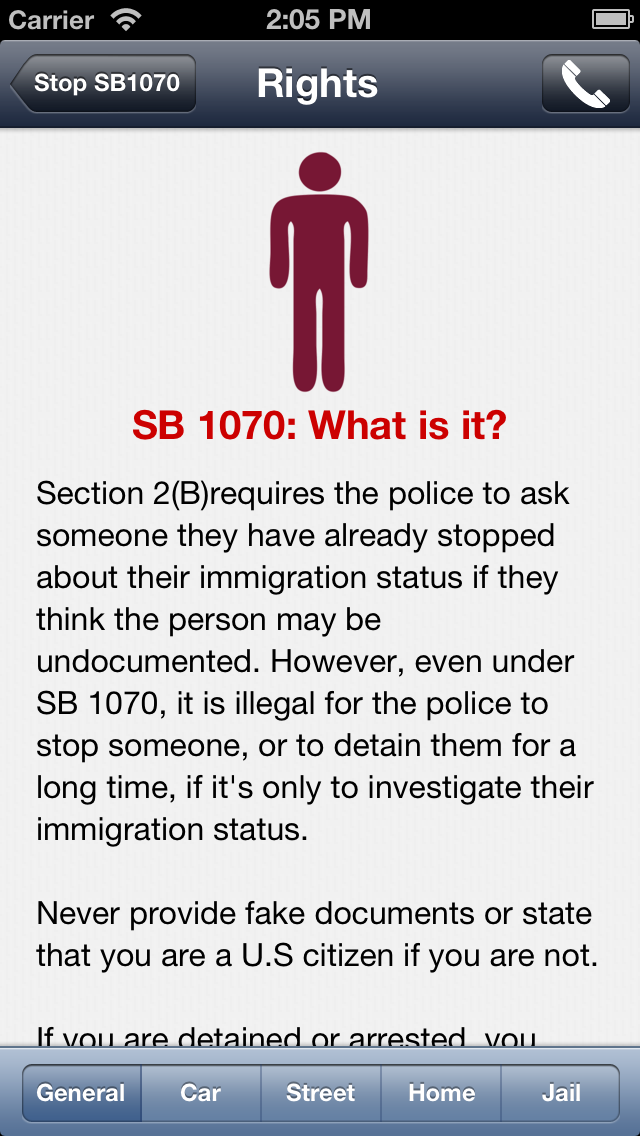 Carrier 2:05 PM
Stop SB1070 Rights
SB 1070: What is it?
Section 2(B)requires the police to ask
someone they have already stopped
about their immigration status if they
think the person may be
undocumented. However, even under
SB 1070, it is illegal for the police to
stop someone, or to detain them for a
long time, if it's only to investigate their
immigration status.
Never provide fake documents or state
that you are a U.S citizen if you are not.
If you are detained or arrested, you
General Car Street Home Jail